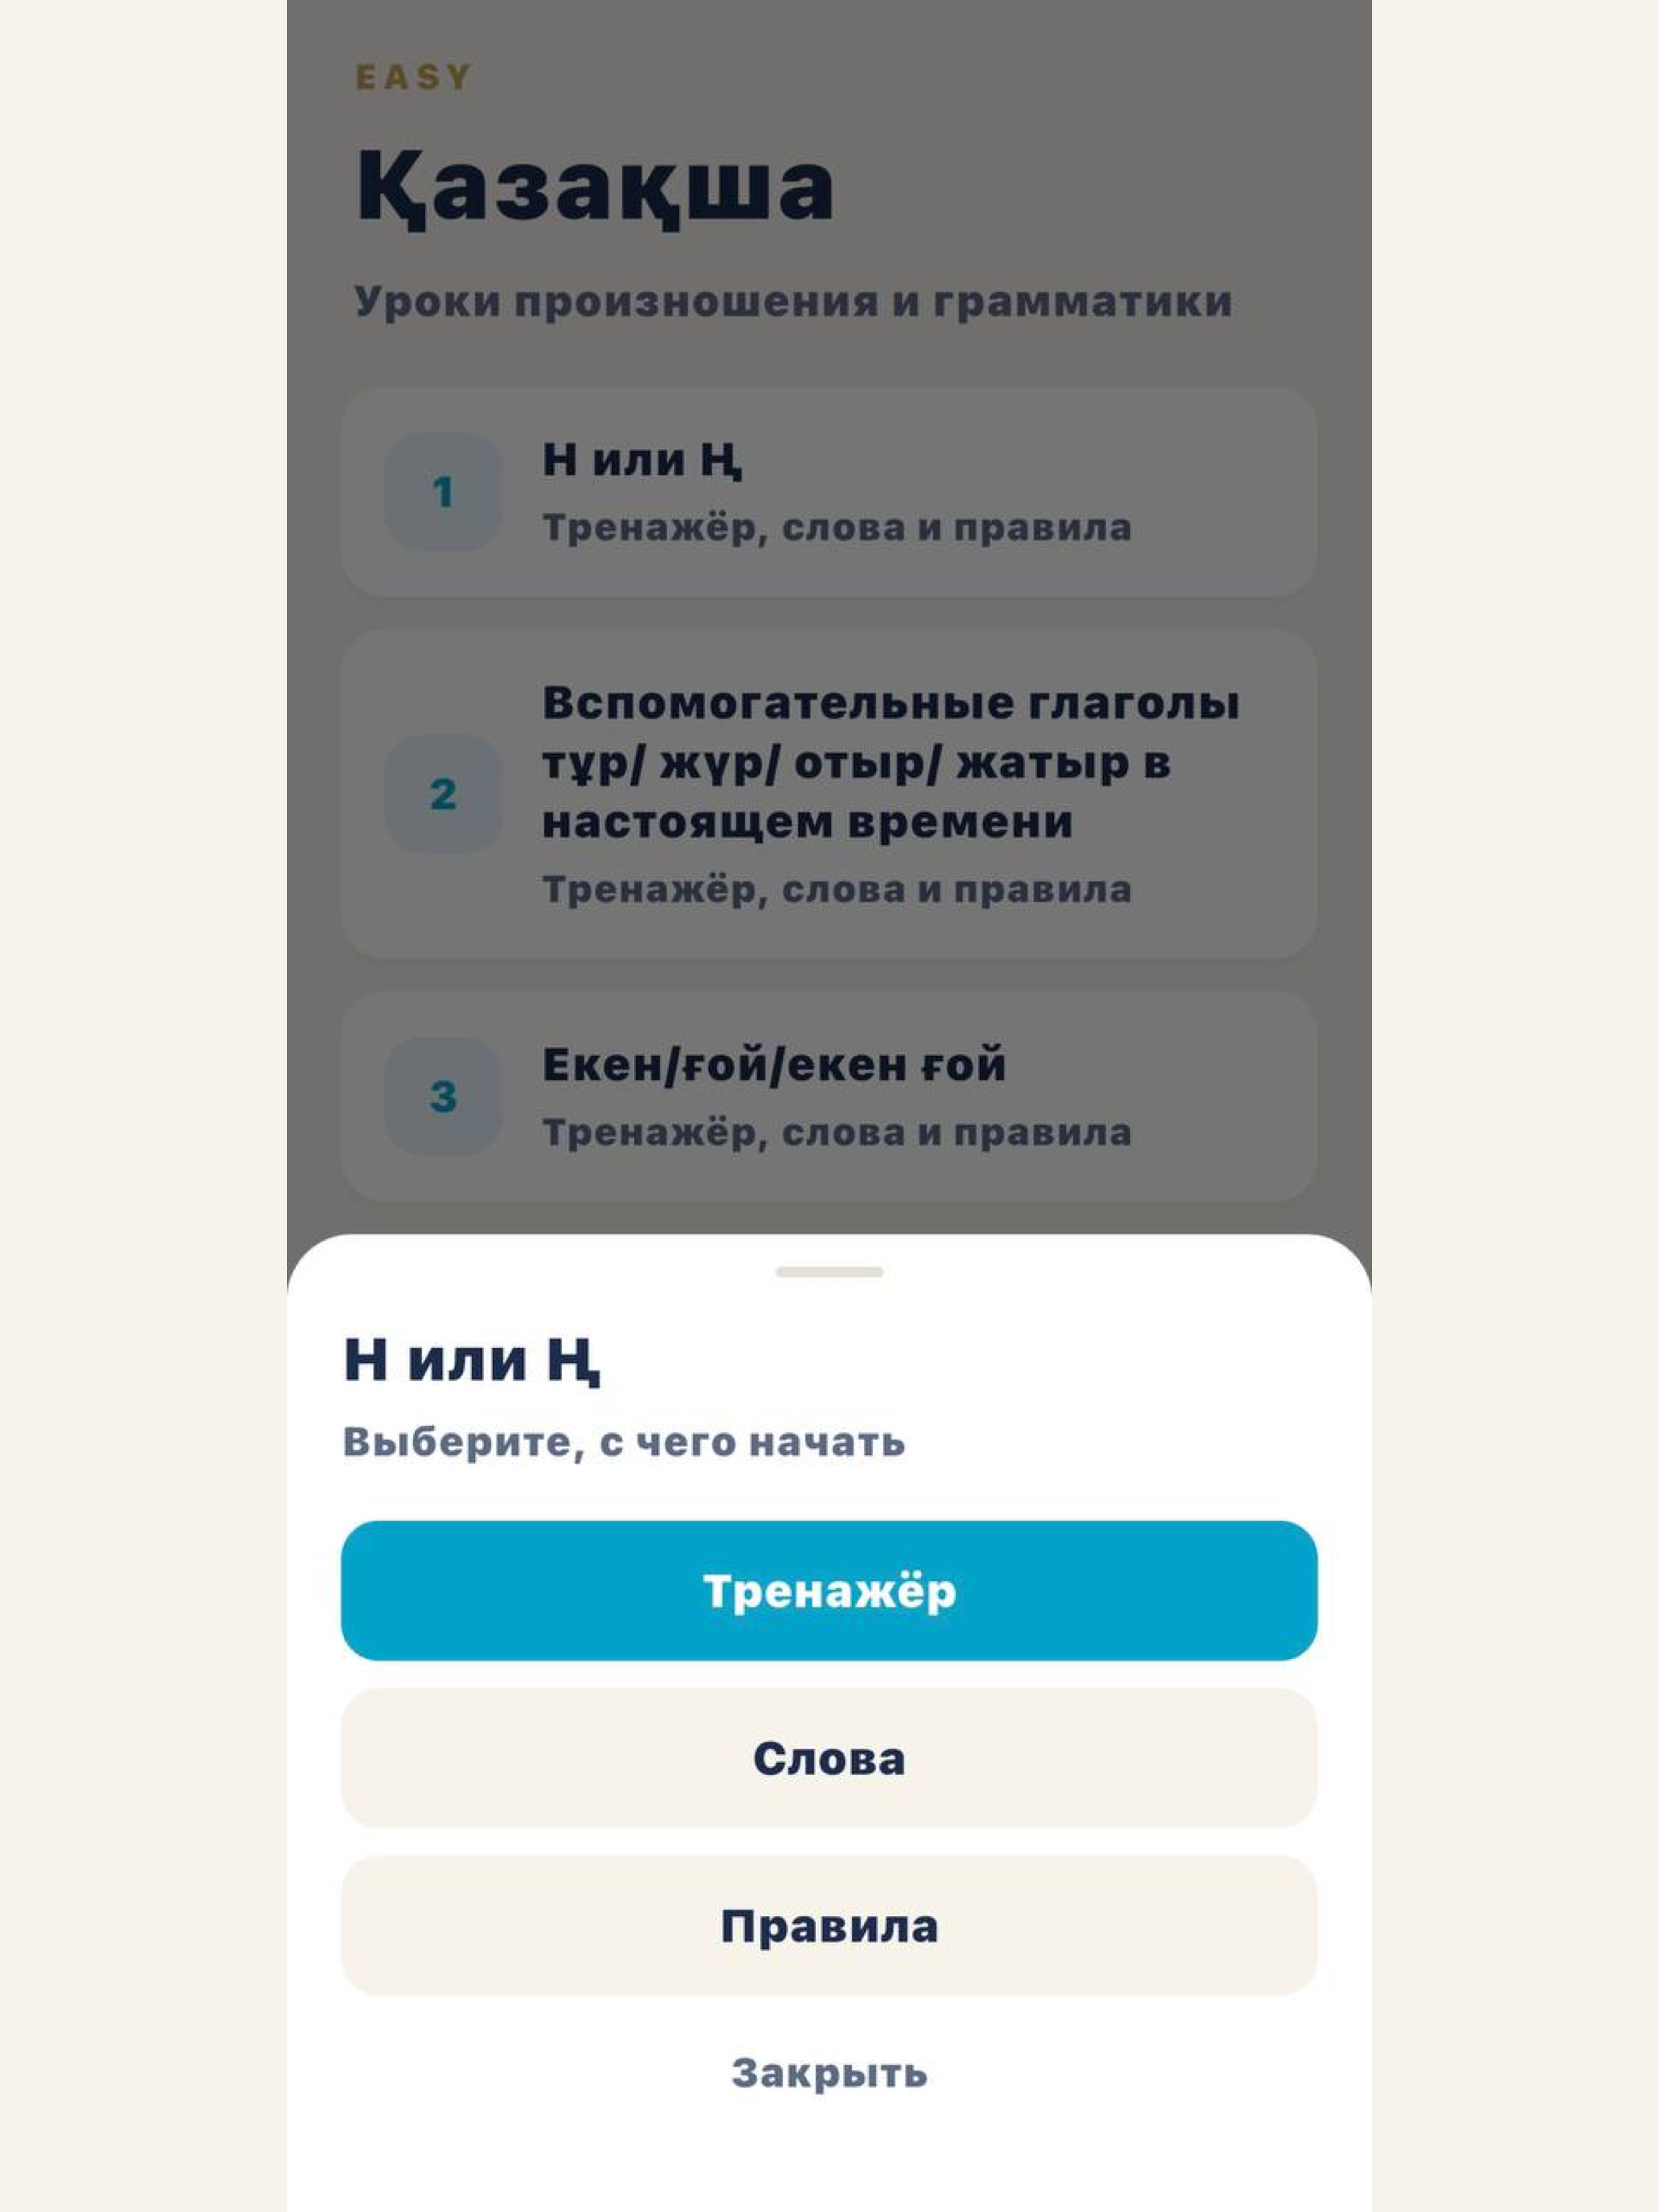 EASY
Қазақша
Уроки произношения и грамматики
1
Н или Ң
Тренажёр, слова и правила
2
Вспомогательные глаголы
тұр/ жүр/ отыр/ жатыр в
настоящем времени
Тренажёр, слова и правила
3
Екен/ғой/екен ғой
Тренажёр, слова и правила
Н или Ң
Выберите, с чего начать
Тренажёр
Слова
Правила
Закрыть